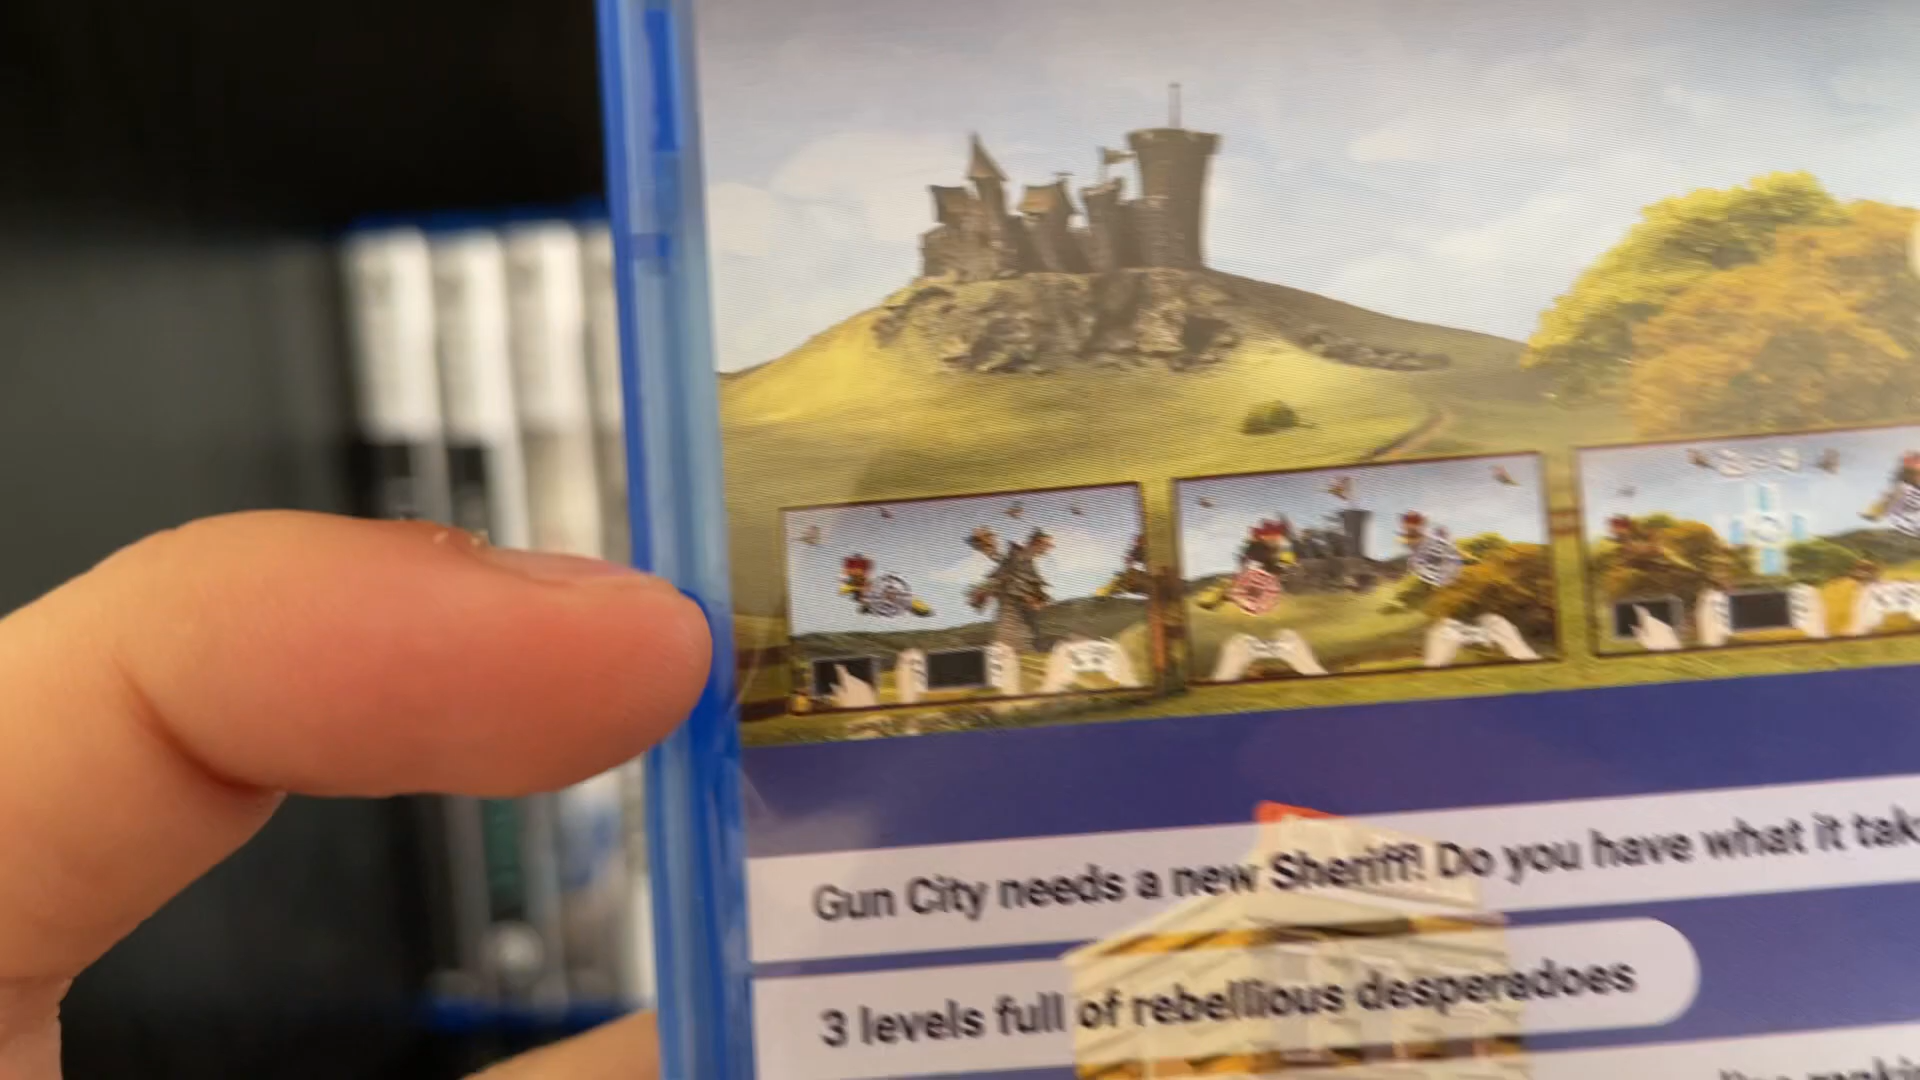 Gun City needs a new Sheriff! Do you have what it tak
3 levels full of rebellious desperadoes